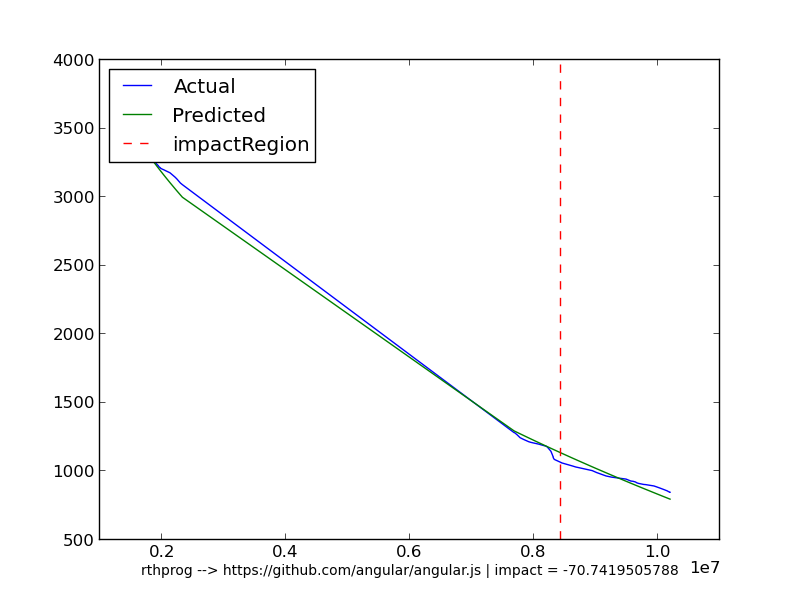 4000
3500
3000
2500
2000
1500
1000
500
Actual
Predicted
impactRegion
0.2 0.4 0.6 0.8 1.0
1e7
rthprog --> https://github.com/angular/angular.js | impact = -70.7419505788